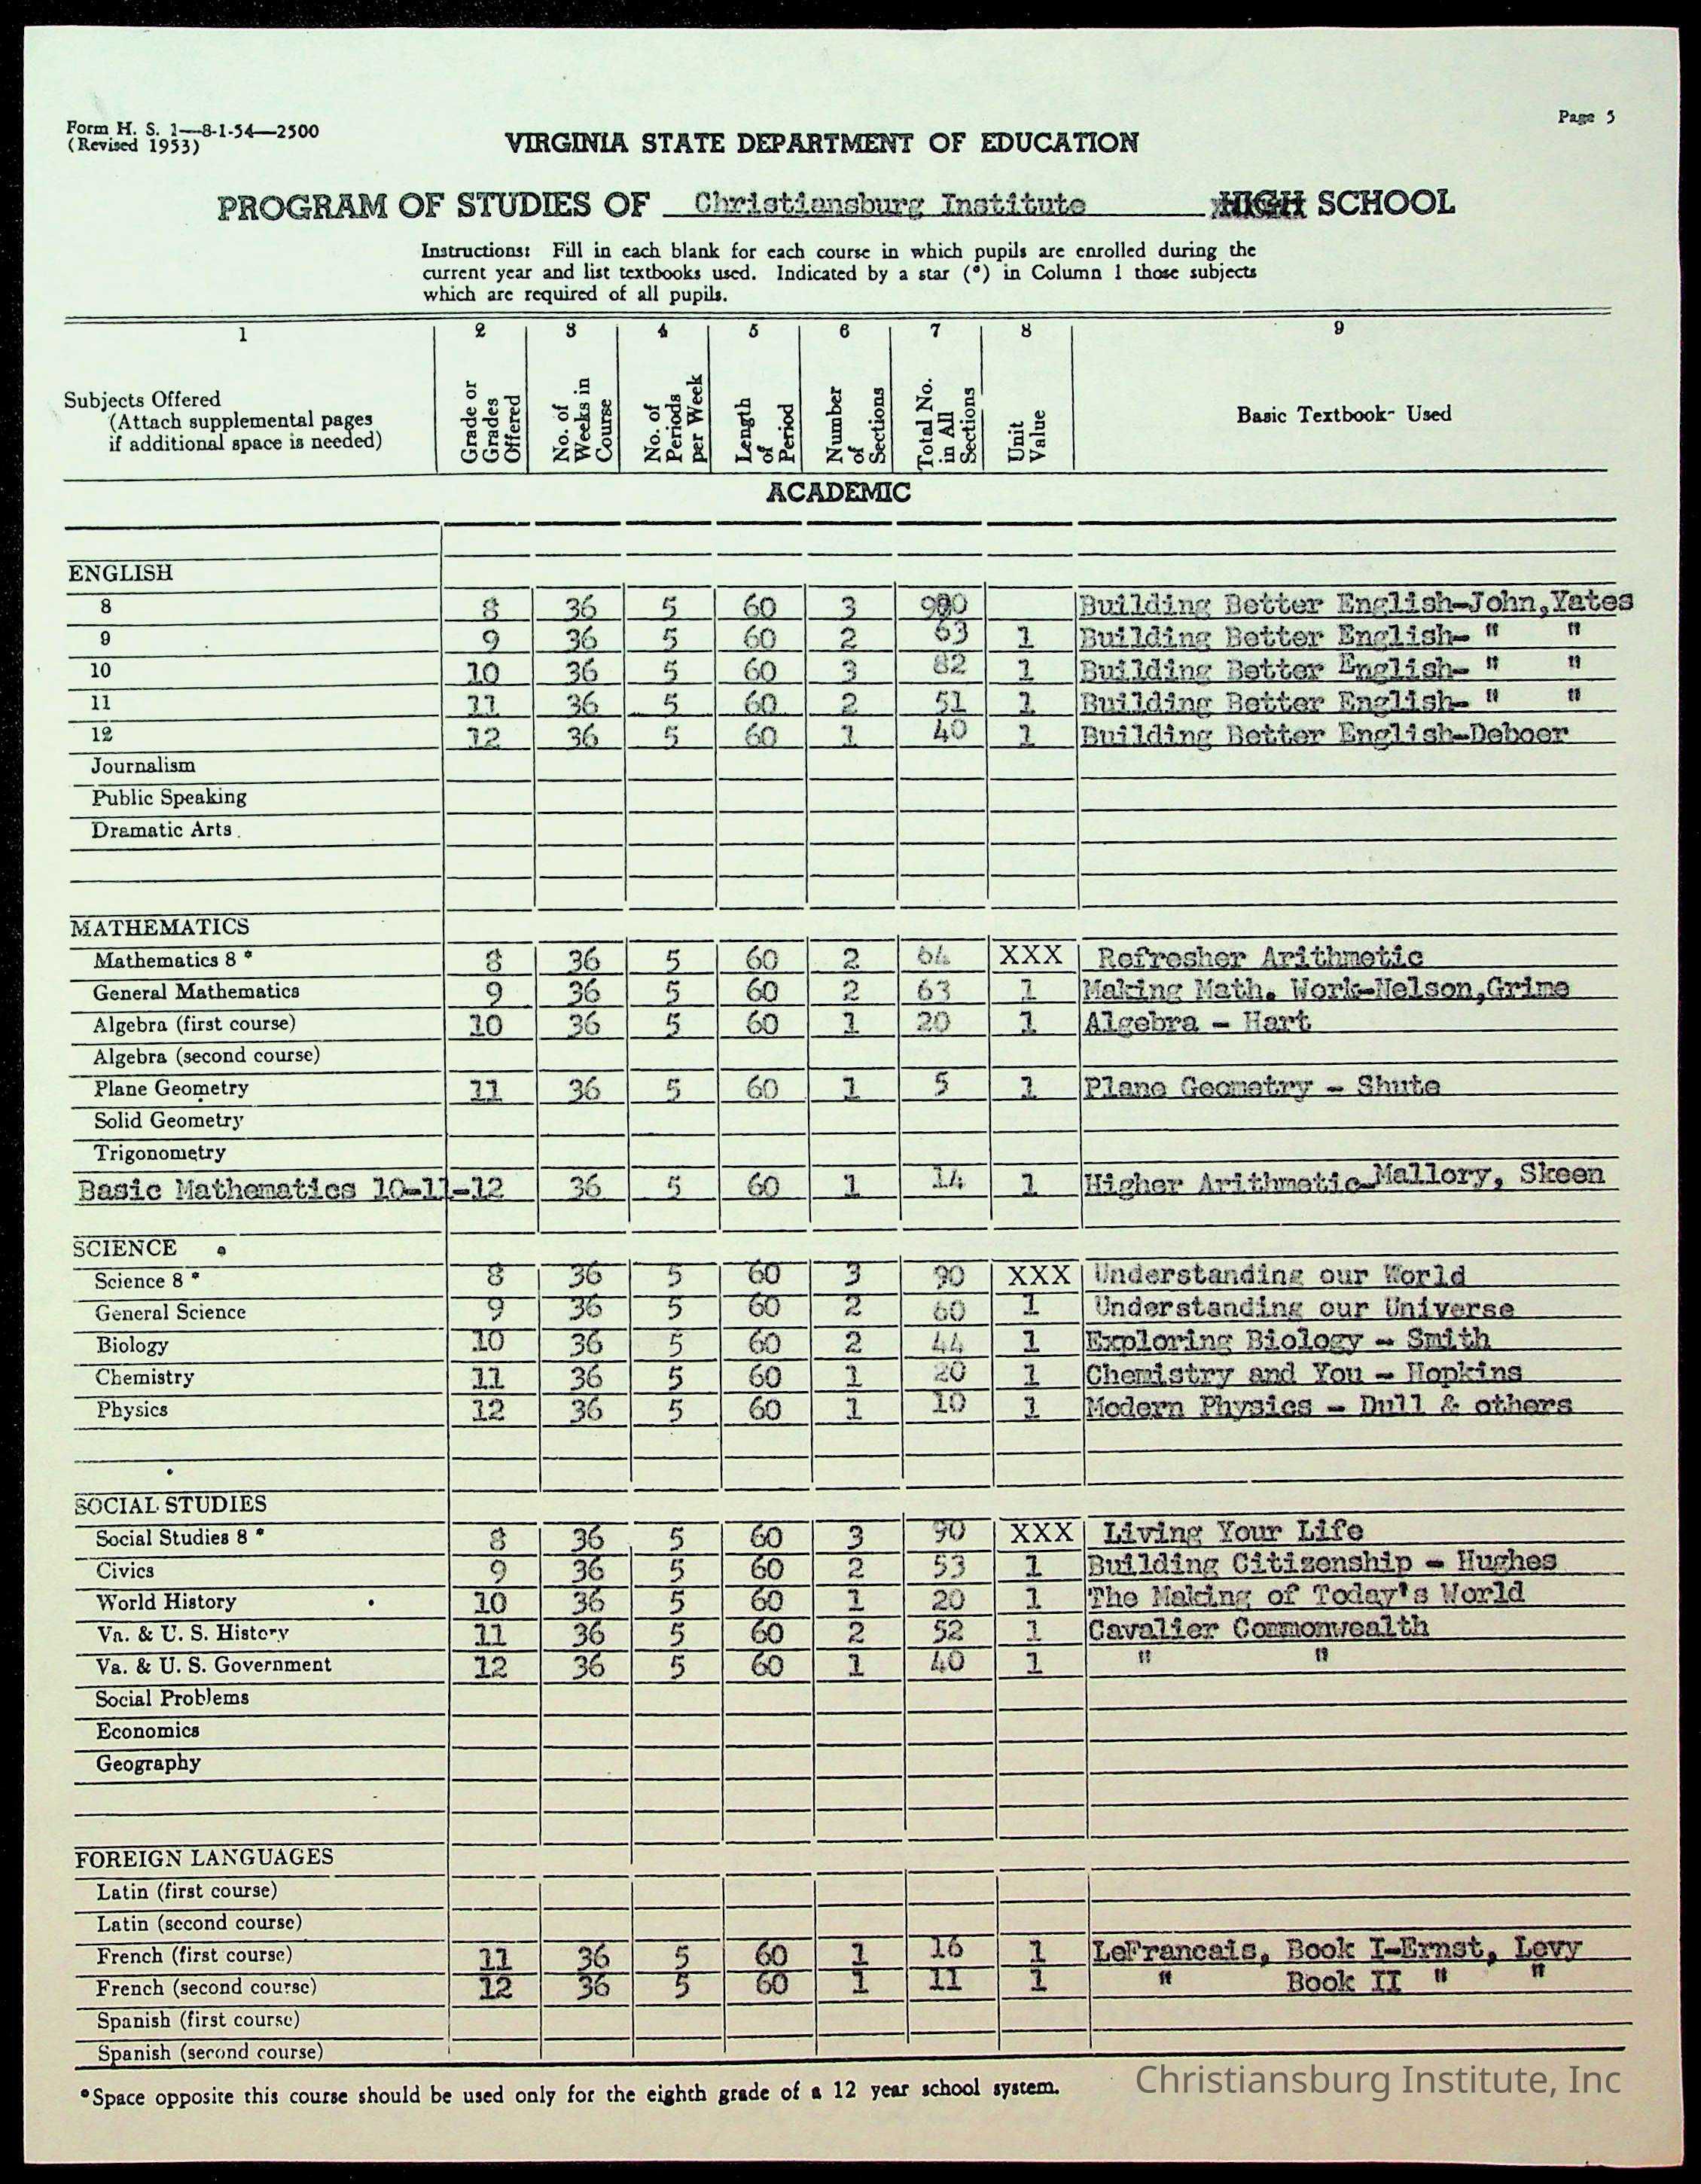 Form H. S. 1—8-1-54—2500
(Revised 1953)
Page 5
VIRGINIA STATE DEPARTMENT OF EDUCATION
PROGRAM OF STUDIES OF Christiansburg Institute HIGH SCHOOL
Instructions: Fill in each blank for each course in which pupils are enrolled during the
current year and list textbooks used. Indicated by a star (*) in Column 1 those subjects
which are required of all pupils.
1 2 3 4 5 6 7 8 9
Subjects Offered
(Attach supplemental pages
if additional space is needed)
Grade or
Grades
Offered
No. of
Weeks in
Course
No. of
Periods
per Week
Length
of
Period
Number
of
Sections
Total No.
in All
Sections
Unit
Value
Basic Textbook- Used
ACADEMIC
ENGLISH
8 8 36 5 60 3 Building Better English-John,Yates
9 9 36 5 60 2 63 1 Building Better English- " "
10 10 36 5 60 3 82 1 Building Better English- " "
11 11 36 5 60 2 51 1 Building Better English- " "
12 12 36 5 60 1 40 1 Building Better English-Deboer
Journalism
Public Speaking
Dramatic Arts
MATHEMATICS
Mathematics 8 * 8 36 5 60 2 64 XXX Refresher Arithmetic
General Mathematics 9 36 5 60 2 63 1 Making Math. Work-Nelson,Grime
Algebra (first course) 10 36 5 60 1 20 1 Algebra - Hart
Algebra (second course)
Plane Geometry 11 36 5 60 1 5 1 Plane Geometry - Shute
Solid Geometry
Trigonometry
Basic Mathematics 10-11-12 36 5 60 1 14 1 Higher Arithmetic-Mallory, Skeen
SCIENCE
Science 8 * 8 36 5 60 3 90 XXX Understanding our World
General Science 9 36 5 60 2 60 1 Understanding our Universe
Biology 10 36 5 60 2 44 1 Exploring Biology - Smith
Chemistry 11 36 5 60 1 20 1 Chemistry and You - Hopkins
Physics 12 36 5 60 1 10 1 Modern Physics - Dull & others
SOCIAL STUDIES
Social Studies 8 * 8 36 5 60 3 90 XXX Living Your Life
Civics 9 36 5 60 2 53 1 Building Citizenship - Hughes
World History 10 36 5 60 1 20 1 The Making of Today's World
Va. & U. S. History 11 36 5 60 2 52 1 Cavalier Commonwealth
Va. & U. S. Government 12 36 5 60 1 40 1 " "
Social Problems
Economics
Geography
FOREIGN LANGUAGES
Latin (first course)
Latin (second course)
French (first course) 11 36 5 60 1 16 1 LeFrancais, Book I-Ernst, Levy
French (second course) 12 36 5 60 1 11 1 " Book II " "
Spanish (first course)
Spanish (second course)
*Space opposite this course should be used only for the eighth grade of a 12 year school system.
Christiansburg Institute, Inc